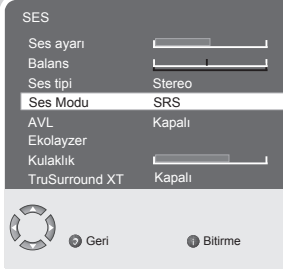 SES
Ses ayarı
Balans
Ses tipi Stereo
Ses Modu SRS
AVL Kapalı
Ekolayzer
Kulaklık
TruSurround XT Kapalı
Geri Bitirme